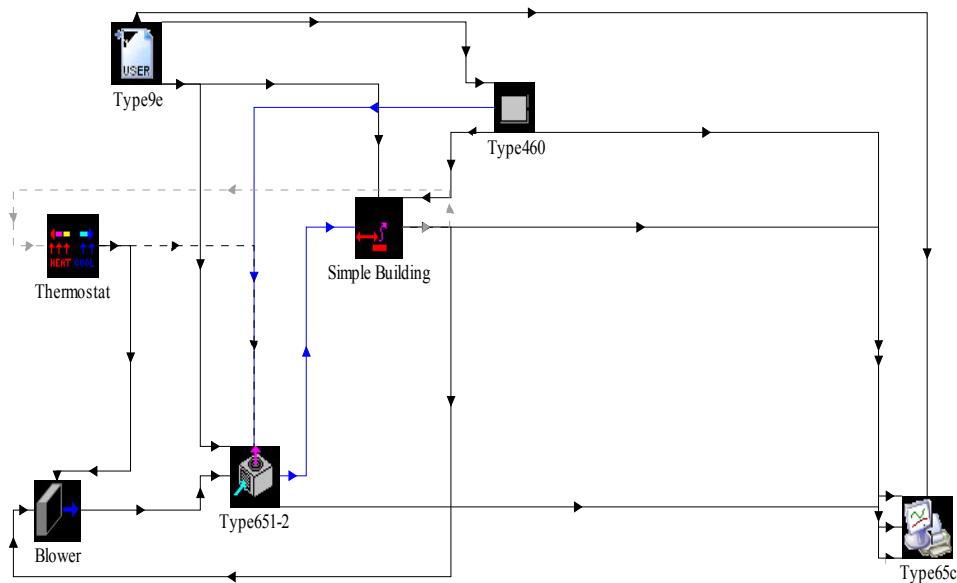 USER
Type9e
Type460
HEAT COOL
Thermostat
Simple Building
Type651-2
Blower
Type65c